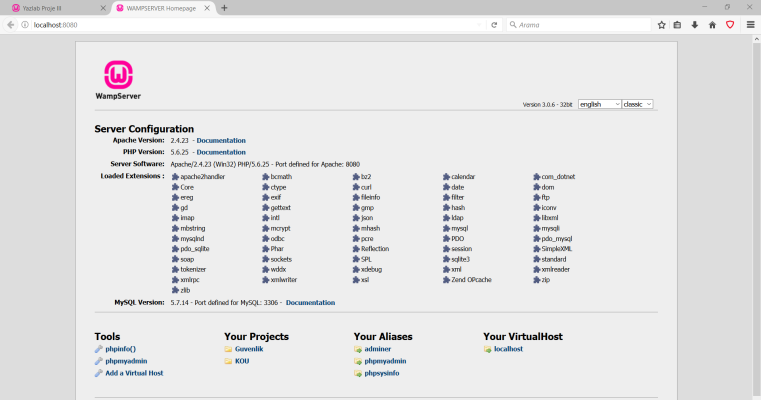 Yazlab Proje III
WAMPSERVER Homepage
localhost:8080
Arama
WampServer
Version 3.0.6 - 32bit english classic
Server Configuration
Apache Version: 2.4.23 - Documentation
PHP Version: 5.6.25 - Documentation
Server Software: Apache/2.4.23 (Win32) PHP/5.6.25 - Port defined for Apache: 8080
Loaded Extensions : apache2handler bcmath bz2 calendar com_dotnet
Core ctype curl date dom
ereg exif fileinfo filter ftp
gd gettext gmp hash iconv
imap intl json ldap libxml
mbstring mcrypt mhash mysql mysqli
mysqlnd odbc pcre PDO pdo_mysql
pdo_sqlite Phar Reflection session SimpleXML
soap sockets SPL sqlite3 standard
tokenizer wddx xdebug xml xmlreader
xmlrpc xmlwriter xsl Zend OPcache zip
zlib
MySQL Version: 5.7.14 - Port defined for MySQL: 3306 - Documentation
Tools Your Projects Your Aliases Your VirtualHost
phpinfo() Guvenlik adminer localhost
phpmyadmin KOU phpmyadmin
Add a Virtual Host phpsysinfo